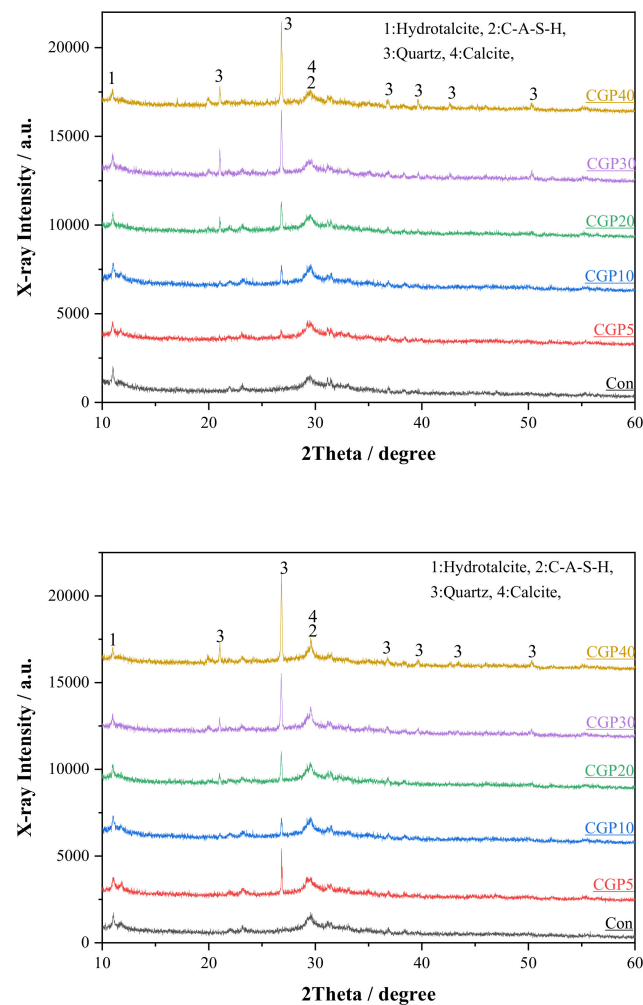 3
1:Hydrotalcite, 2:C-A-S-H,
3:Quartz, 4:Calcite,
20000
4
1 3 2 3 3 3 3
CGP40
15000
CGP30
10000
CGP20
CGP10
5000
CGP5
Con
0
10 20 30 40 50 60
X-ray Intensity / a.u.
2Theta / degree
3
1:Hydrotalcite, 2:C-A-S-H,
3:Quartz, 4:Calcite,
20000
4
1 3 2 3 3 3 3
CGP40
15000
CGP30
10000
CGP20
CGP10
5000
CGP5
Con
0
10 20 30 40 50 60
X-ray Intensity / a.u.
2Theta / degree